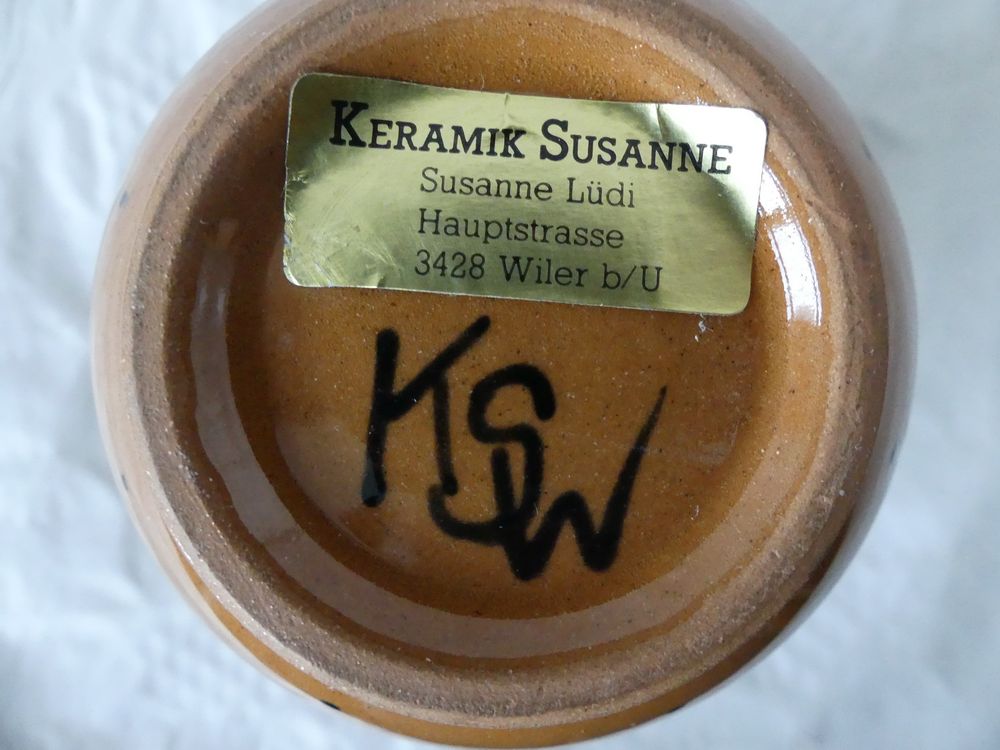 KERAMIK SUSANNE
Susanne Lüdi
Hauptstrasse
3428 Wiler b/U
KSW